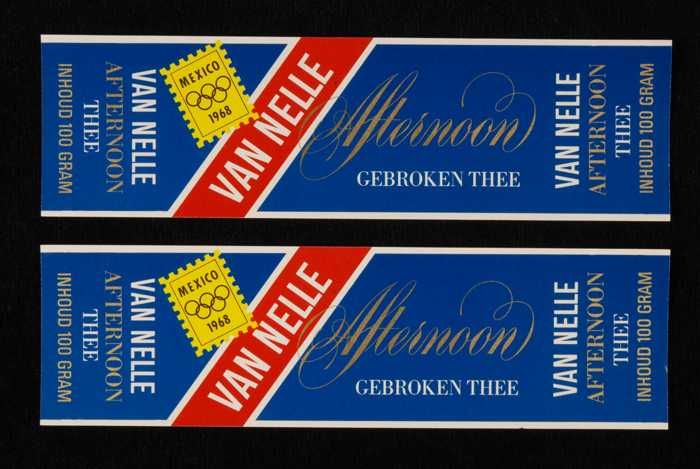 INHOUD 100 GRAM
AFTERNOON
THEE
VAN NELLE
MEXICO
1968
VAN NELLE
Afternoon
GEBROKEN THEE
VAN NELLE
AFTERNOON
THEE
INHOUD 100 GRAM
INHOUD 100 GRAM
AFTERNOON
THEE
VAN NELLE
MEXICO
1968
VAN NELLE
Afternoon
GEBROKEN THEE
VAN NELLE
AFTERNOON
THEE
INHOUD 100 GRAM